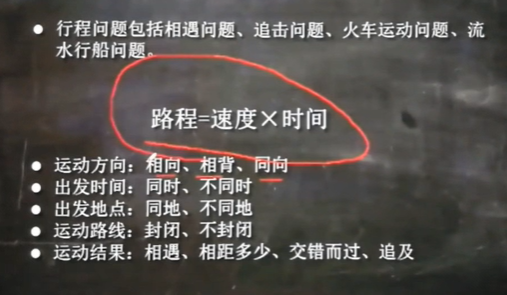 ● 行程问题包括相遇问题、追击问题、火车运动问题、流
水行船问题。
路程=速度×时间
● 运动方向：相向、相背、同向
● 出发时间：同时、不同时
● 出发地点：同地、不同地
● 运动路线：封闭、不封闭
● 运动结果：相遇、相距多少、交错而过、追及